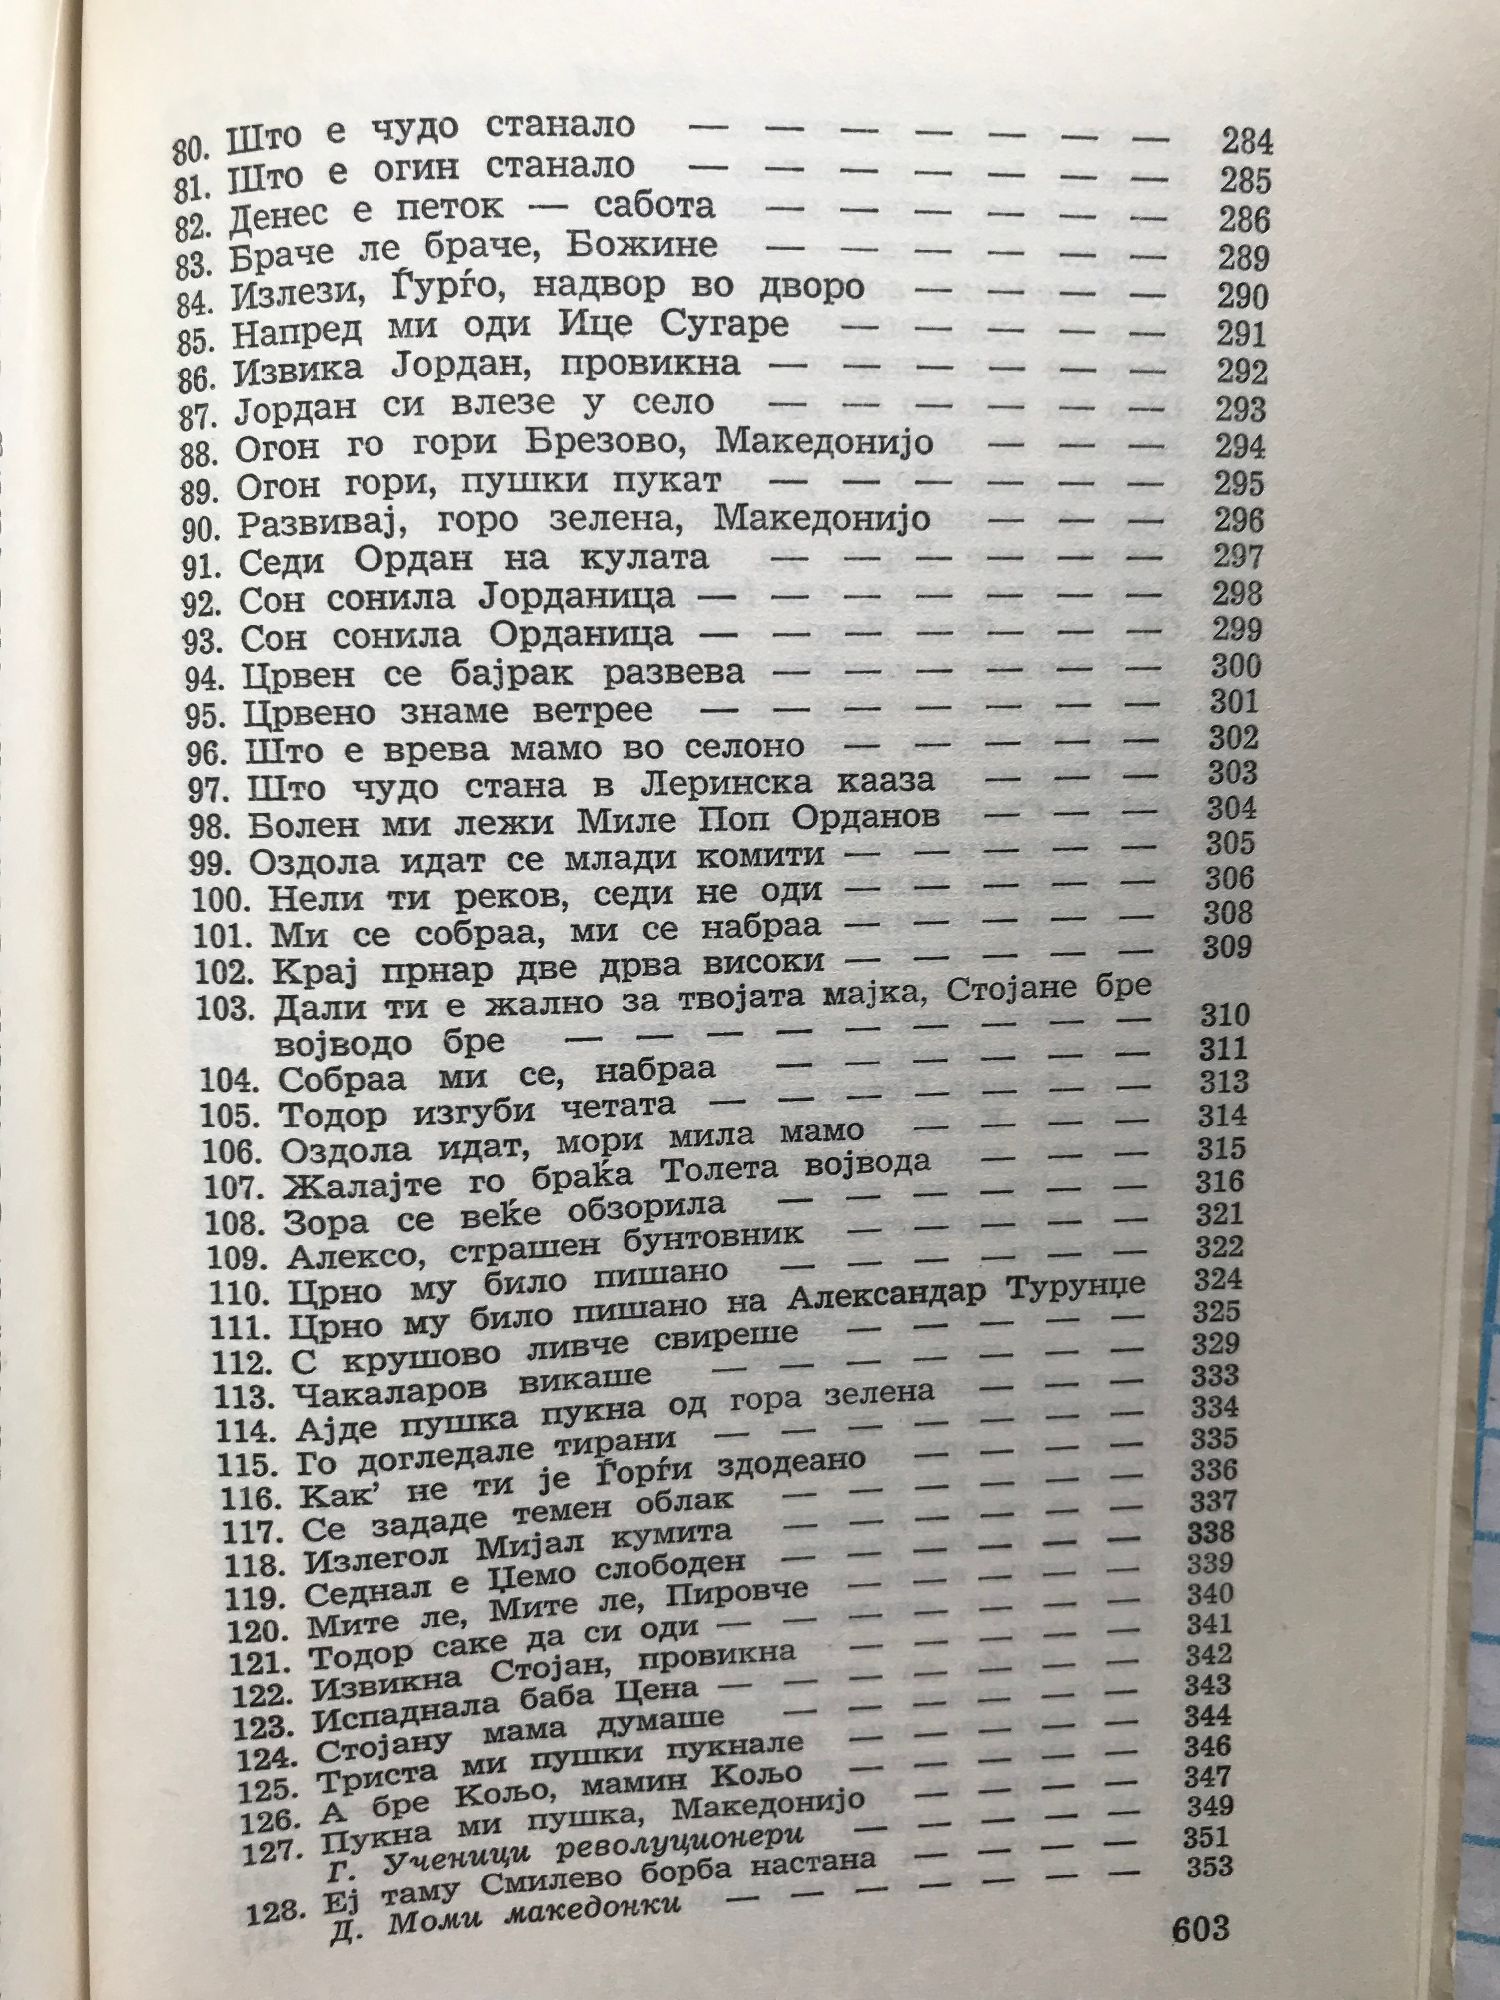 80. Што е чудо станало — — — — — — — 284
81. Што е огин станало — — — — — — — 285
82. Денес е петок — сабота — — — — — — 286
83. Браче ле браче, Божине — — — — — — 289
84. Излези, Ѓурѓо, надвор во дворо — — — — 290
85. Напред ми оди Ице Сугаре — — — — — 291
86. Извика Јордан, провикна — — — — — — 292
87. Јордан си влезе у село — — — — — — 293
88. Огон го гори Брезово, Македонијо — — — 294
89. Огон гори, пушки пукат — — — — — — 295
90. Развивај, горо зелена, Македонијо — — — 296
91. Седи Ордан на кулата — — — — — — 297
92. Сон сонила Јорданица — — — — — — — 298
93. Сон сонила Орданица — — — — — — — 299
94. Црвен се бајрак развева — — — — — — 300
95. Црвено знаме ветрее — — — — — — — 301
96. Што е врева мамо во селоно — — — — — 302
97. Што чудо стана в Леринска кааза — — — 303
98. Болен ми лежи Миле Поп Орданов — — — 304
99. Оздола идат се млади комити — — — — — 305
100. Нели ти реков, седи не оди — — — — — 306
101. Ми се собраа, ми се набраа — — — — — 308
102. Крај прнар две дрва високи — — — — — 309
103. Дали ти е жално за твојата мајка, Стојане бре
војводо бре — — — — — — — — — 310
104. Собраа ми се, набраа — — — — — — 311
105. Тодор изгуби четата — — — — — — — 313
106. Оздола идат, мори мила мамо — — — — 314
107. Жалајте го браќа Толета војвода — — — 315
108. Зора се веќе обзорила — — — — — — 316
109. Алексо, страшен бунтовник — — — — — 321
110. Црно му било пишано — — — — — — 322
111. Црно му било пишано на Александар Турунџе 324
112. С крушово ливче свиреше — — — — — 325
113. Чакаларов викаше — — — — — — — 329
114. Ајде пушка пукна од гора зелена — — — 333
115. Го догледале тирани — — — — — — — 334
116. Как’ не ти је Ѓорѓи здодеано — — — — 335
117. Се зададе темен облак — — — — — — 336
118. Излегол Мијал кумита — — — — — — 337
119. Седнал е Џемо слободен — — — — — — 338
120. Мите ле, Мите ле, Пировче — — — — — 339
121. Тодор саке да си оди — — — — — — — 340
122. Извикна Стојан, провикна — — — — — 341
123. Испаднала баба Цена — — — — — — — 342
124. Стојану мама думаше — — — — — — 343
125. Триста ми пушки пукнале — — — — — 344
126. А бре Кољо, мамин Кољо — — — — — 346
127. Пукна ми пушка, Македонијо — — — — 347
Г. Ученици револуционери — — — — — 349
128. Еј таму Смилево борба настана — — — — 351
Д. Моми македонки — — — — — — — 353
603